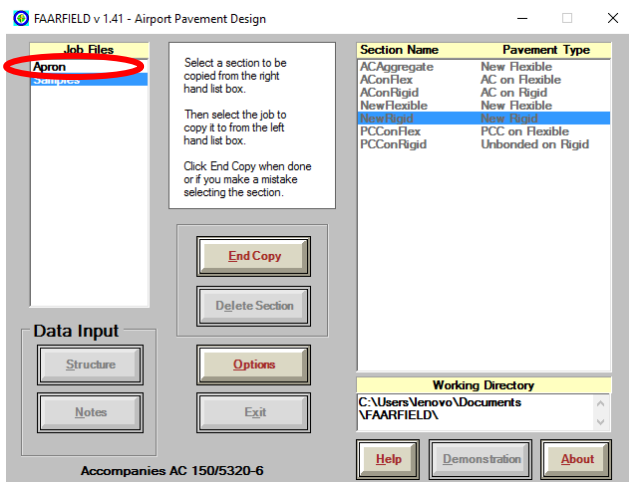 FAARFIELD v 1.41 - Airport Pavement Design
Job Files
Apron
Samples
Select a section to be
copied from the right
hand list box.
Then select the job to
copy it to from the left
hand list box.
Click End Copy when done
or if you make a mistake
selecting the section.
End Copy
Delete Section
Data Input
Structure
Notes
Options
Exit
Accompanies AC 150/5320-6
Section Name Pavement Type
ACAggregate New Flexible
AConFlex AC on Flexible
AConRigid AC on Rigid
NewFlexible New Flexible
NewRigid New Rigid
PCConFlex PCC on Flexible
PCConRigid Unbonded on Rigid
Working Directory
C:\Users\lenovo\Documents
\FAARFIELD\
Help
Demonstration
About